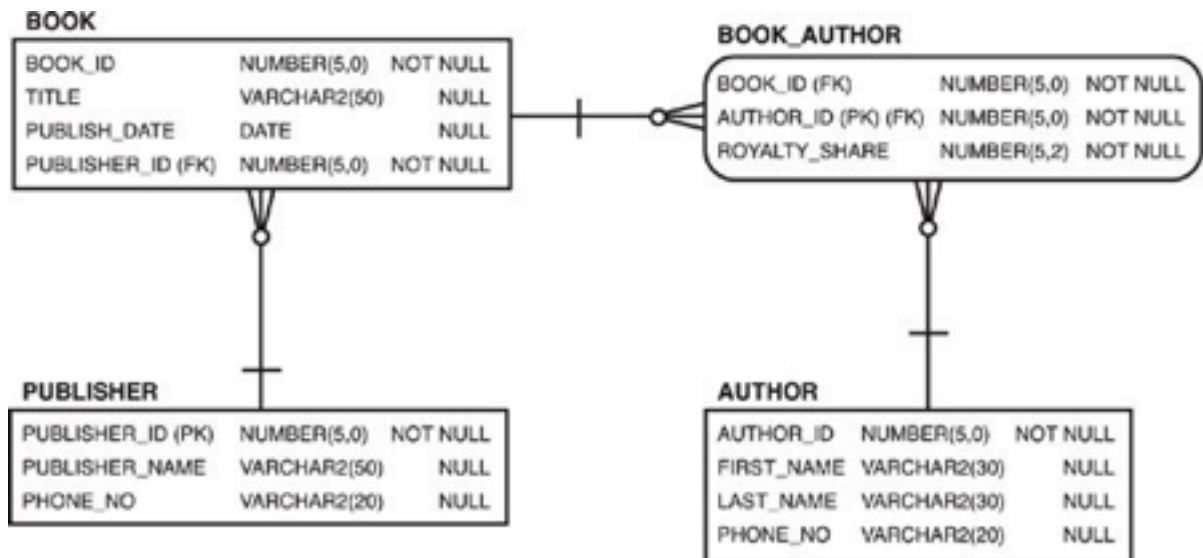 BOOK
BOOK_ID NUMBER(5,0) NOT NULL
TITLE VARCHAR2(50) NULL
PUBLISH_DATE DATE NULL
PUBLISHER_ID (FK) NUMBER(5,0) NOT NULL
BOOK_AUTHOR
BOOK_ID (FK) NUMBER(5,0) NOT NULL
AUTHOR_ID (PK) (FK) NUMBER(5,0) NOT NULL
ROYALTY_SHARE NUMBER(5,2) NOT NULL
PUBLISHER
PUBLISHER_ID (PK) NUMBER(5,0) NOT NULL
PUBLISHER_NAME VARCHAR2(50) NULL
PHONE_NO VARCHAR2(20) NULL
AUTHOR
AUTHOR_ID NUMBER(5,0) NOT NULL
FIRST_NAME VARCHAR2(30) NULL
LAST_NAME VARCHAR2(30) NULL
PHONE_NO VARCHAR2(20) NULL